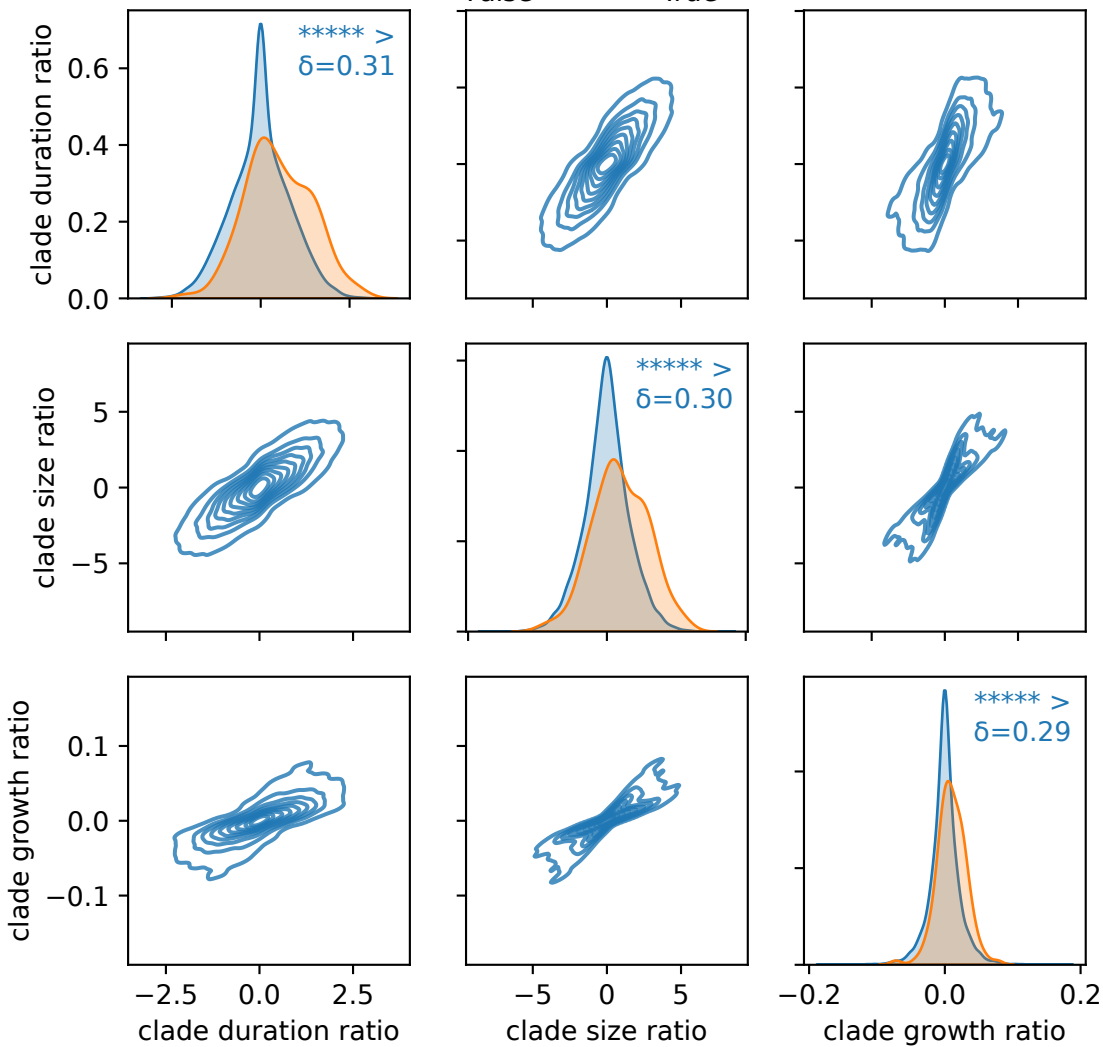 clade duration ratio
0.6
0.4
0.2
0.0
***** >
δ=0.31
clade size ratio
5
0
−5
***** >
δ=0.30
clade growth ratio
0.1
0.0
−0.1
***** >
δ=0.29
−2.5 0.0 2.5
−5 0 5
−0.2 0.0 0.2
clade duration ratio
clade size ratio
clade growth ratio